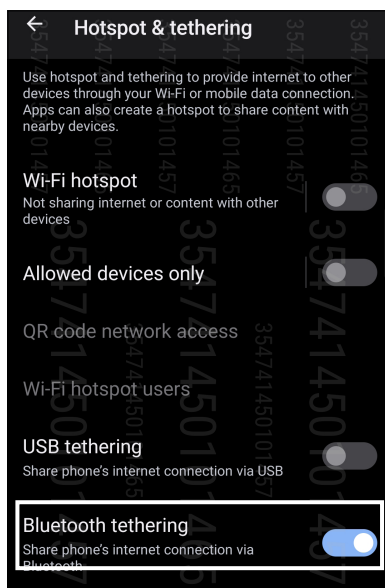 Hotspot & tethering
Use hotspot and tethering to provide internet to other
devices through your Wi-Fi or mobile data connection.
Apps can also create a hotspot to share content with
nearby devices.
Wi-Fi hotspot
Not sharing internet or content with other
devices
Allowed devices only
QR code network access
Wi-Fi hotspot users
USB tethering
Share phone's internet connection via USB
Bluetooth tethering
Share phone's internet connection via
Bluetooth